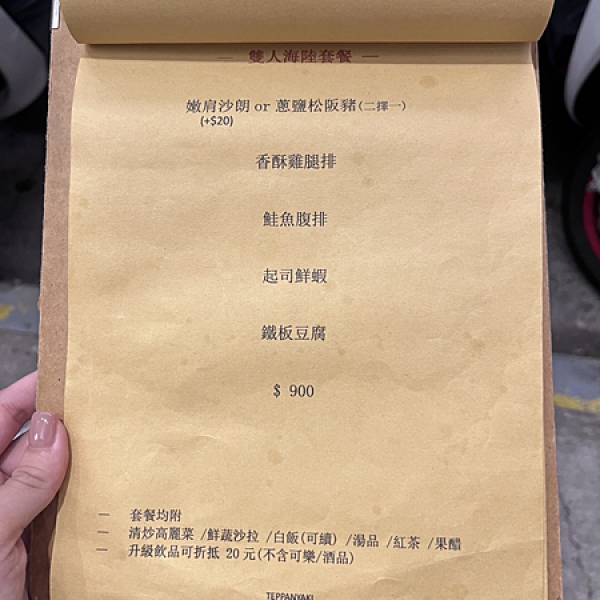 — 雙人海陸套餐 —
嫩肩沙朗 or 蔥鹽松阪豬(二擇一)
(+$20)
香酥雞腿排
鮭魚腹排
起司鮮蝦
鐵板豆腐
$ 900
— 套餐均附
— 清炒高麗菜 /鮮蔬沙拉 /白飯(可續) /湯品 /紅茶 /果醋
— 升級飲品可折抵 20 元(不含可樂/酒品)
TEPPANYAKI